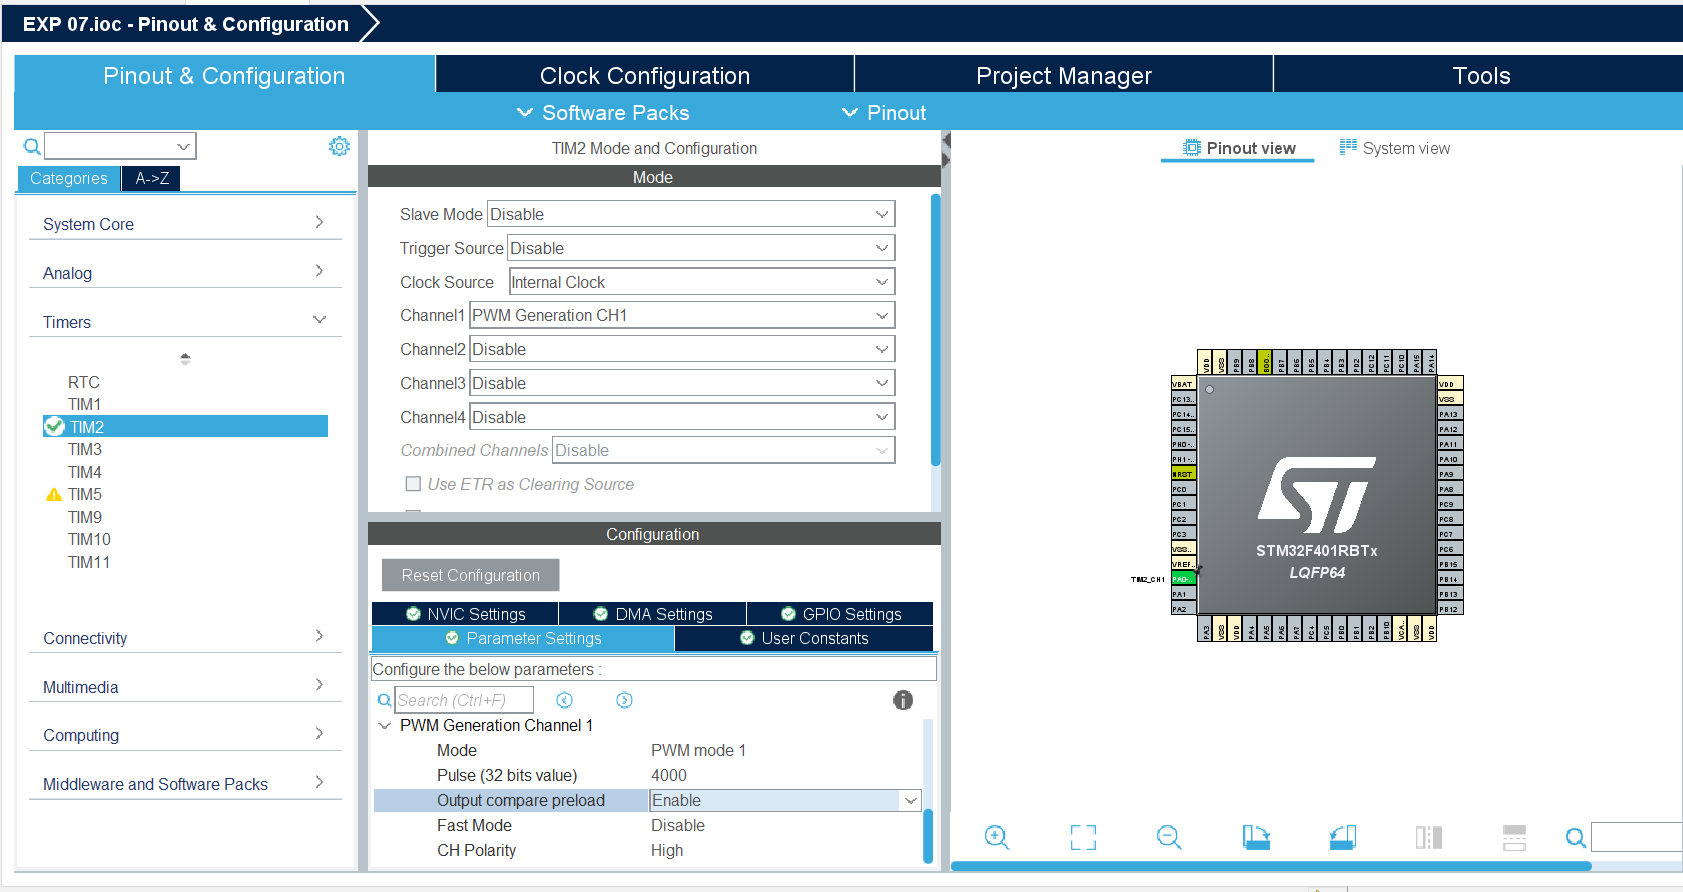 EXP 07.ioc - Pinout & Configuration
Pinout & Configuration
Clock Configuration
Project Manager
Tools
Software Packs
Pinout
Categories
A->Z
System Core
Analog
Timers
RTC
TIM1
TIM2
TIM3
TIM4
TIM5
TIM9
TIM10
TIM11
Connectivity
Multimedia
Computing
Middleware and Software Packs
TIM2 Mode and Configuration
Mode
Slave Mode Disable
Trigger Source Disable
Clock Source Internal Clock
Channel1 PWM Generation CH1
Channel2 Disable
Channel3 Disable
Channel4 Disable
Combined Channels Disable
Use ETR as Clearing Source
Configuration
Reset Configuration
NVIC Settings
DMA Settings
GPIO Settings
Parameter Settings
User Constants
Configure the below parameters :
Search (Ctrl+F)
PWM Generation Channel 1
Mode PWM mode 1
Pulse (32 bits value) 4000
Output compare preload Enable
Fast Mode Disable
CH Polarity High
Pinout view
System view
VDD
VSS
PB9
PB8
BOO..
PB7
PB6
PB5
PB4
PB3
PD2
PC12
PC11
PC10
PA15
PA14
VBAT
PC13..
PC14..
PC15..
PH0-..
PH1-..
NRST
PC0
PC1
PC2
PC3
VSS..
VREF..
TIM2_CH1
PA0-..
PA1
PA2
STM32F401RBTx
LQFP64
VDD
VSS
PA13
PA12
PA11
PA10
PA9
PA8
PC9
PC8
PC7
PC6
PB15
PB14
PB13
PB12
PA3
VSS
VDD
PA4
PA5
PA6
PA7
PC4
PC5
PB0
PB1
PB2
PB10
VCA..
VSS
VDD